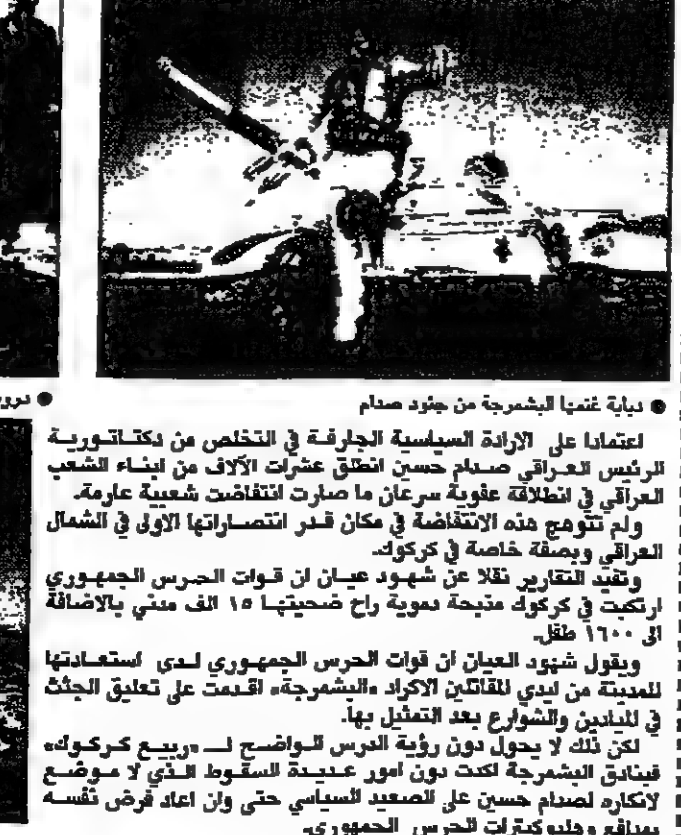 ● دبابة غنمها البشمرجة من جنود صدام
● دروي
اعتمادا على الارادة السياسية الجارفة في التخلص من دكتاتورية
الرئيس العراقي صدام حسين انطلق عشرات الآلاف من ابناء الشعب
العراقي في انطلاقة عفوية سرعان ما صارت انتفاضت شعبية عارمة.
ولم تتوهج هذه الانتفاضة في مكان قدر انتصاراتها الاولى في الشمال
العراقي وبصفة خاصة في كركوك.
وتفيد التقارير نقلا عن شهود عيان ان قوات الحرس الجمهوري
ارتكبت في كركوك مذبحة دموية راح ضحيتها ١٥ الف مدني بالاضافة
الى ١٦٠٠ طفل.
ويقول شهود العيان ان قوات الحرس الجمهوري لدى استعادتها
للمدينة من ايدي المقاتلين الاكراد «البشمرجة» اقدمت على تعليق الجثث
في الميادين والشوارع بعد التمثيل بها.
لكن ذلك لا يحول دون رؤية الدرس الواضح لـ «ربيع كركوك»
فبنادق البشمرجة اكدت دون امور عديدة السقوط الذي لا موضع
لانكاره لصدام حسين على الصعيد السياسي حتى وان اعاد فرض نفسه
بمدافع وهليوكبترات الحرس الجمهوري.